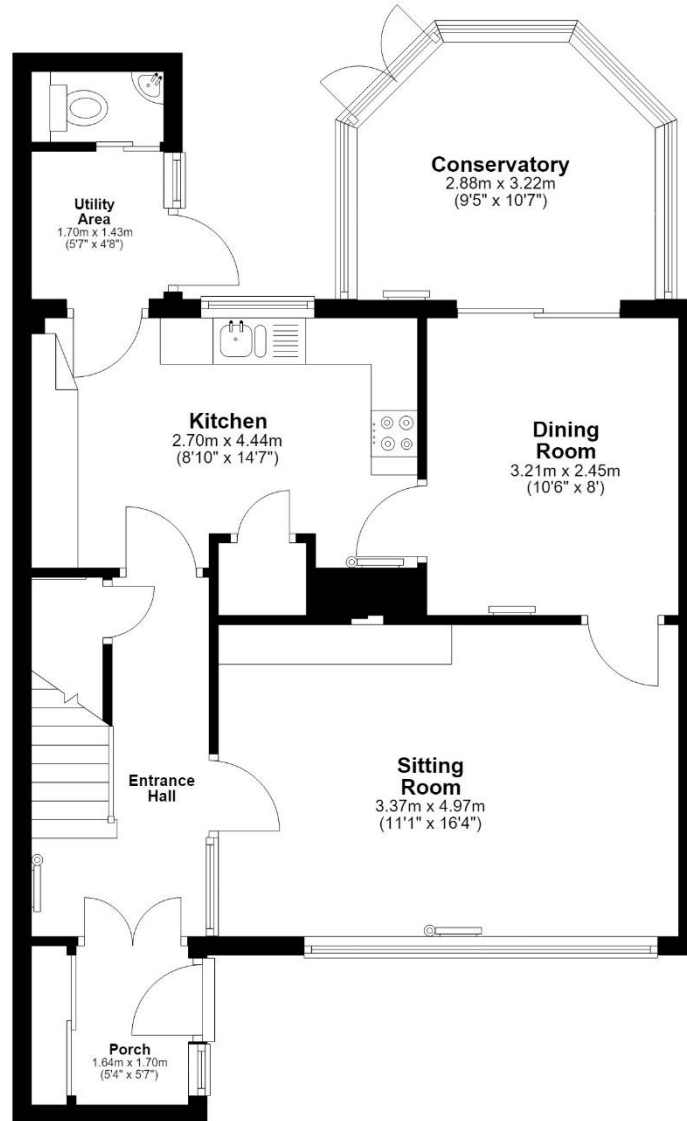 Conservatory
2.88m x 3.22m
(9'5" x 10'7")
Utility
Area
1.70m x 1.43m
(5'7" x 4'8")
Kitchen
2.70m x 4.44m
(8'10" x 14'7")
Dining
Room
3.21m x 2.45m
(10'6" x 8')
Sitting
Room
3.37m x 4.97m
(11'1" x 16'4")
Entrance
Hall
Porch
1.64m x 1.70m
(5'4" x 5'7")